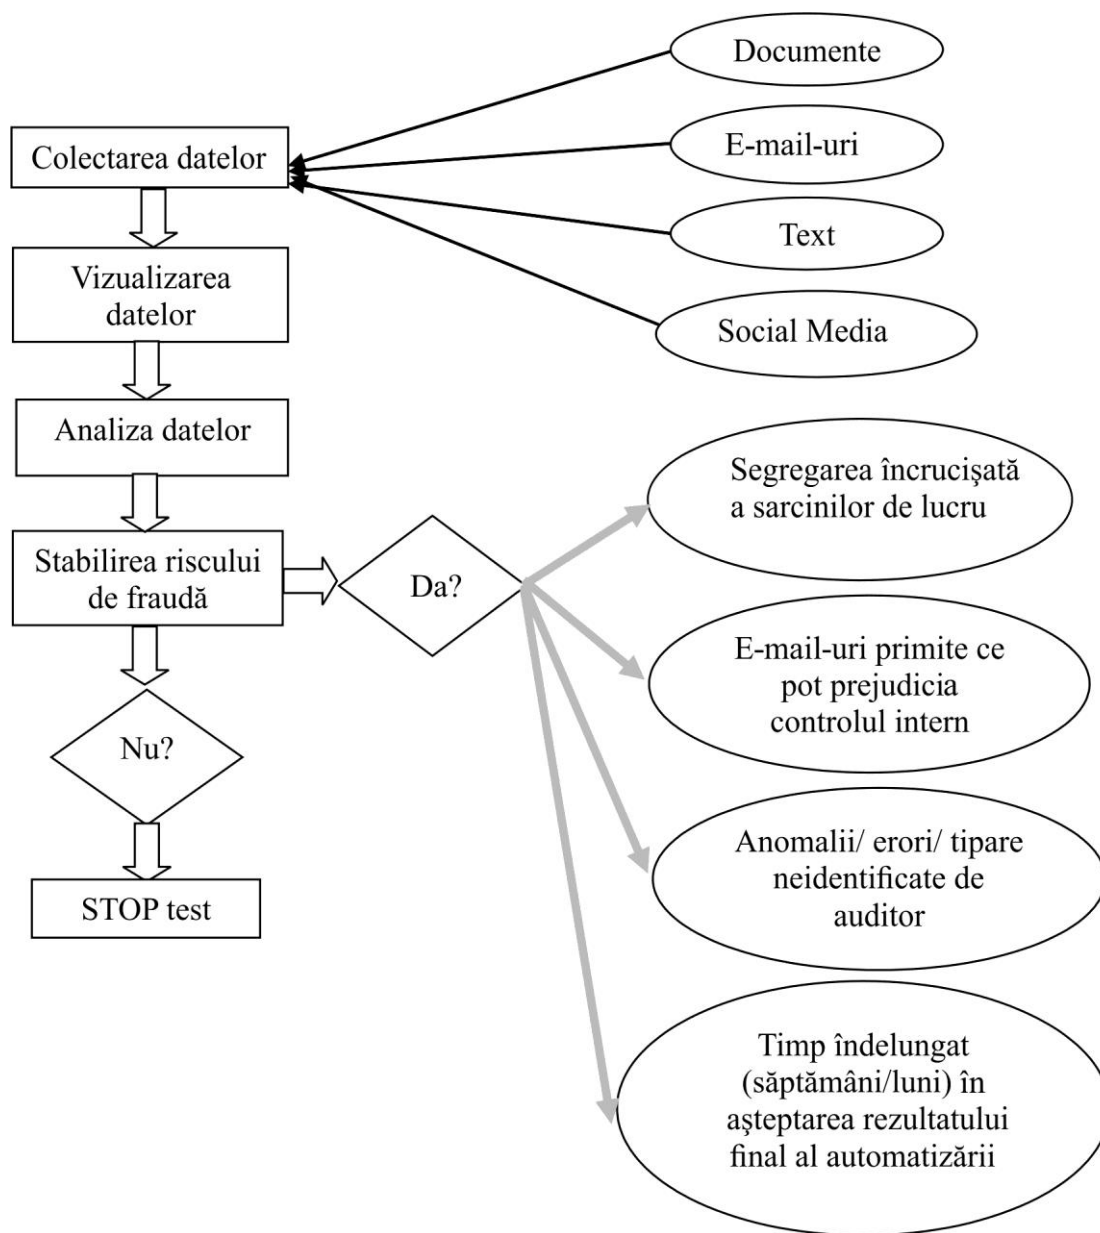 Documente
E-mail-uri
Text
Social Media
Colectarea datelor
Vizualizarea
datelor
Analiza datelor
Stabilirea riscului
de fraudă
Da?
Nu?
STOP test
Segregarea încrucişată
a sarcinilor de lucru
E-mail-uri primite ce
pot prejudicia
controlul intern
Anomalii/ erori/ tipare
neidentificate de
auditor
Timp îndelungat
(săptămâni/luni) în
aşteptarea rezultatului
final al automatizării